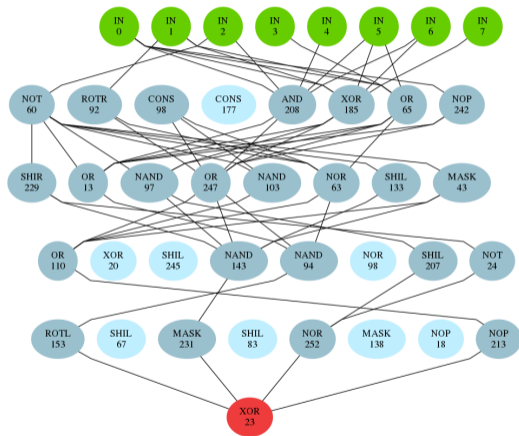 IN IN IN IN IN IN IN IN
0 1 2 3 4 5 6 7
NOT ROTR CONS CONS AND XOR OR NOP
60 92 98 177 208 185 65 242
SHIR OR NAND OR NAND NOR SHIL MASK
229 13 97 247 103 63 133 43
OR XOR SHIL NAND NAND NOR SHIL NOT
110 20 245 143 94 98 207 24
ROTL SHIL MASK SHIL NOR MASK NOP NOP
153 67 231 83 252 138 18 213
XOR
23